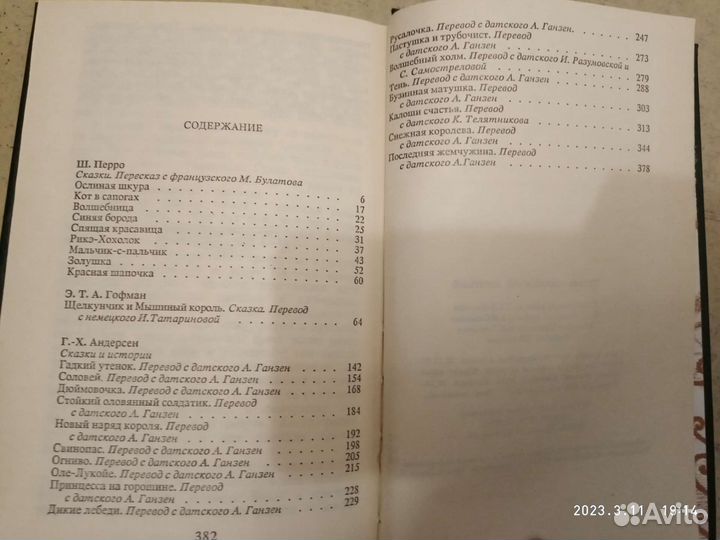 СОДЕРЖАНИЕ
Ш. Перро
Сказки. Пересказ с французского М. Булатова
Ослиная шкура . . . 6
Кот в сапогах . . . 17
Волшебница . . . 22
Синяя борода . . . 25
Спящая красавица . . . 31
Рикэ-Хохолок . . . 37
Мальчик-с-пальчик . . . 43
Золушка . . . 52
Красная шапочка . . . 60
Э. Т. А. Гофман
Щелкунчик и Мышиный король. Сказка. Перевод
с немецкого И. Татариновой . . . 64
Г.-Х. Андерсен
Сказки и истории
Гадкий утенок. Перевод с датского А. Ганзен . . . 142
Соловей. Перевод с датского А. Ганзен . . . 154
Дюймовочка. Перевод с датского А. Ганзен . . . 168
Стойкий оловянный солдатик. Перевод
с датского А. Ганзен . . . 184
Новый наряд короля. Перевод
с датского А. Ганзен . . . 192
Свинопас. Перевод с датского А. Ганзен . . . 198
Огниво. Перевод с датского А. Ганзен . . . 205
Оле-Лукойе. Перевод с датского А. Ганзен . . . 215
Принцесса на горошине. Перевод
с датского А. Ганзен . . . 228
Дикие лебеди. Перевод с датского А. Ганзен . . . 229
382
Русалочка. Перевод с датского А. Ганзен. . . . 247
Пастушка и трубочист. Перевод
с датского А. Ганзен . . . 273
Волшебный холм. Перевод с датского И. Разумовской и
С. Самостреловой . . . 279
Тень. Перевод с датского А. Ганзен . . . 288
Бузинная матушка. Перевод
с датского А. Ганзен . . . 303
Калоши счастья. Перевод
с датского К. Телятникова . . . 313
Снежная королева. Перевод
с датского А. Ганзен . . . 344
Последняя жемчужина. Перевод
с датского А. Ганзен . . . 378
2023.3.11 19:14
Avito